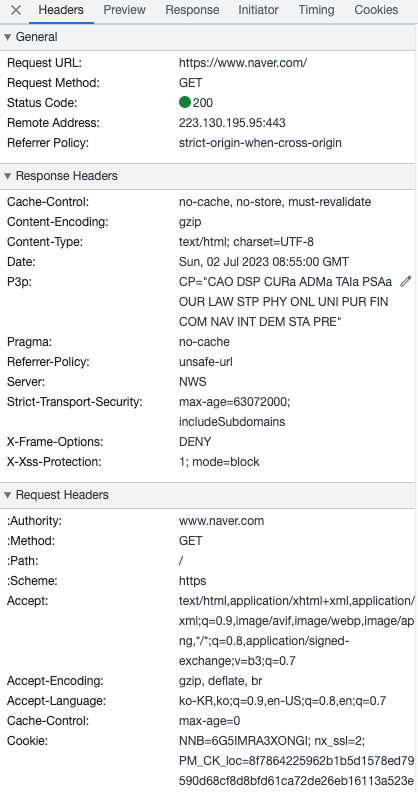 Headers Preview Response Initiator Timing Cookies
General
Request URL: https://www.naver.com/
Request Method: GET
Status Code: 200
Remote Address: 223.130.195.95:443
Referrer Policy: strict-origin-when-cross-origin
Response Headers
Cache-Control: no-cache, no-store, must-revalidate
Content-Encoding: gzip
Content-Type: text/html; charset=UTF-8
Date: Sun, 02 Jul 2023 08:55:00 GMT
P3p: CP="CAO DSP CURa ADMa TAIa PSAa
OUR LAW STP PHY ONL UNI PUR FIN
COM NAV INT DEM STA PRE"
Pragma: no-cache
Referrer-Policy: unsafe-url
Server: NWS
Strict-Transport-Security: max-age=63072000;
includeSubdomains
X-Frame-Options: DENY
X-Xss-Protection: 1; mode=block
Request Headers
:Authority: www.naver.com
:Method: GET
:Path: /
:Scheme: https
Accept: text/html,application/xhtml+xml,application/
xml;q=0.9,image/avif,image/webp,image/ap
ng,*/*;q=0.8,application/signed-
exchange;v=b3;q=0.7
Accept-Encoding: gzip, deflate, br
Accept-Language: ko-KR,ko;q=0.9,en-US;q=0.8,en;q=0.7
Cache-Control: max-age=0
Cookie: NNB=6G5IMRA3XONGI; nx_ssl=2;
PM_CK_loc=8f7864225962b1b5d1578ed79
590d68cf8d8bfd61ca72de26eb16113a523e